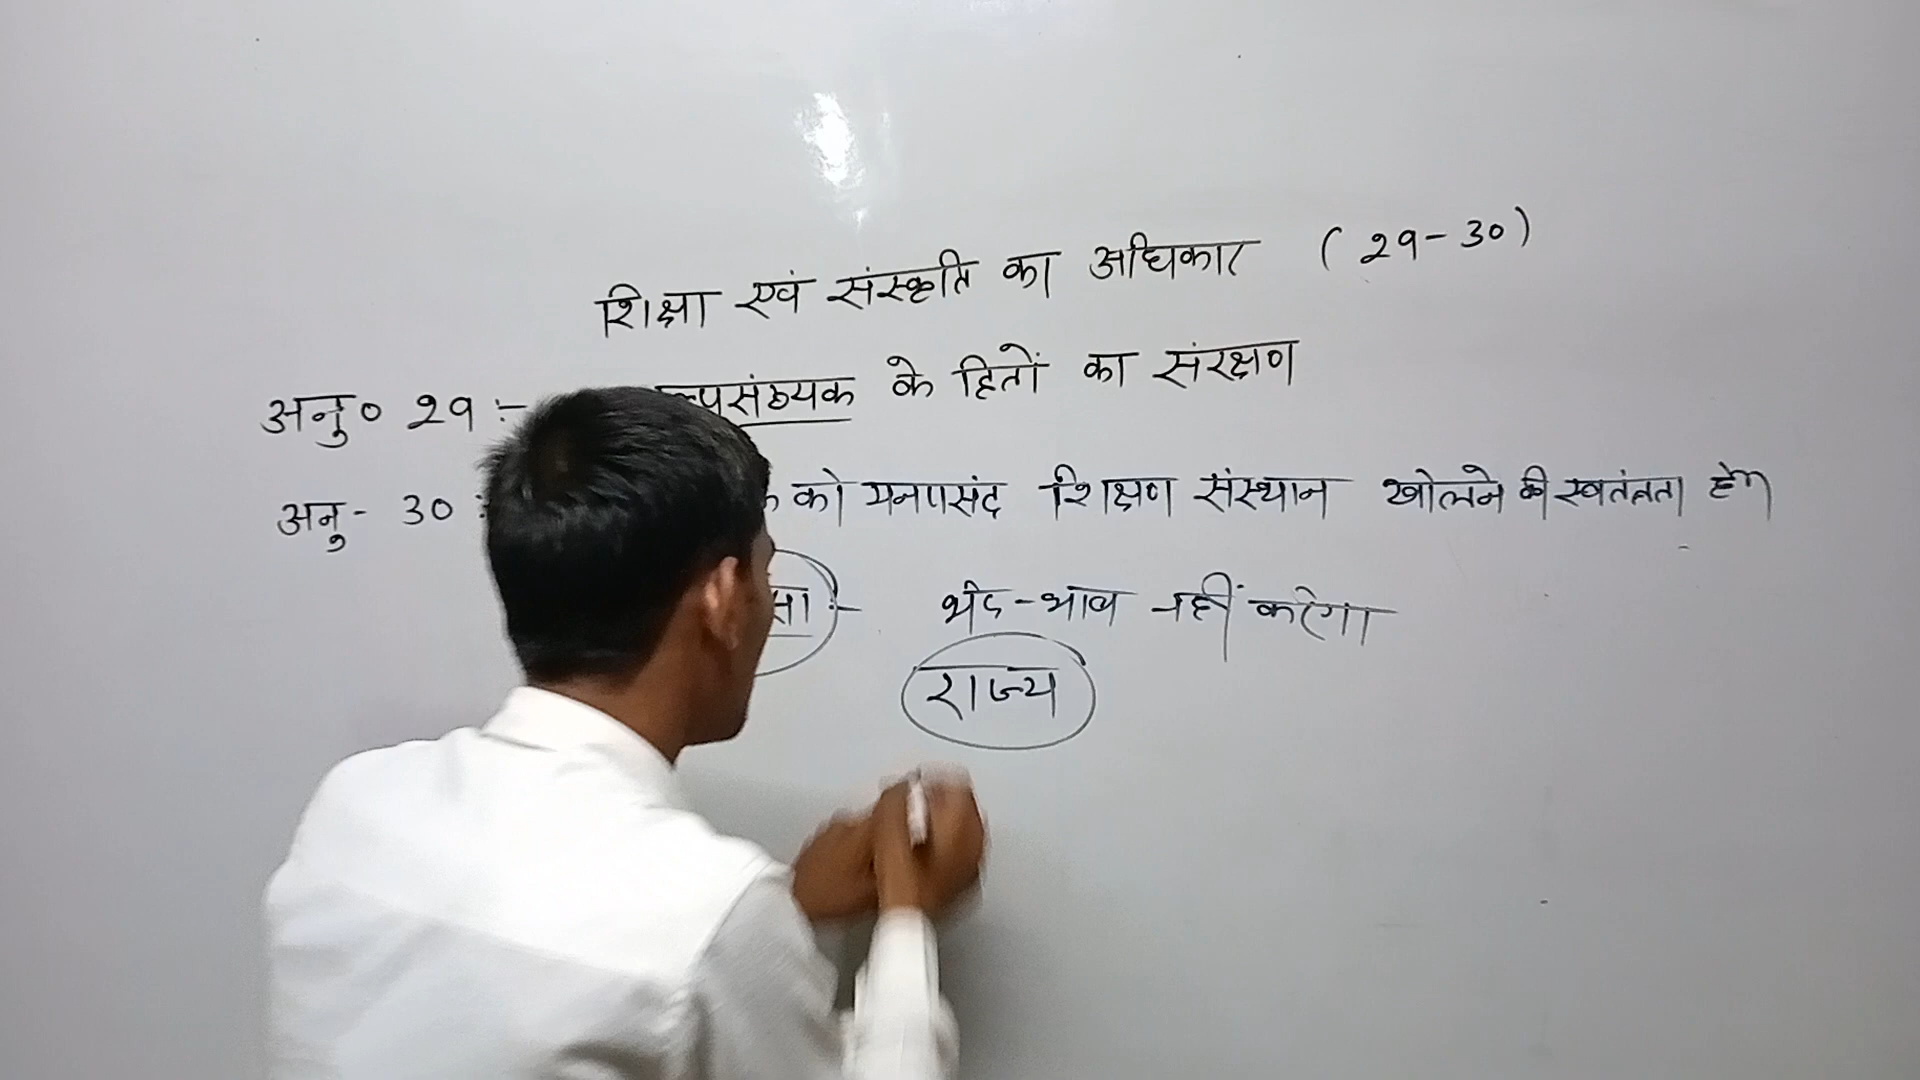 शिक्षा एवं संस्कृति का अधिकार (29-30)
अनु० 29 :- ल्पसंख्यक के हितों का संरक्षण
अनु - 30 : को मनपसंद शिक्षण संस्थान खोलने की स्वतंत्रता होगी
:- भेद-भाव नहीं करेगा
राज्य